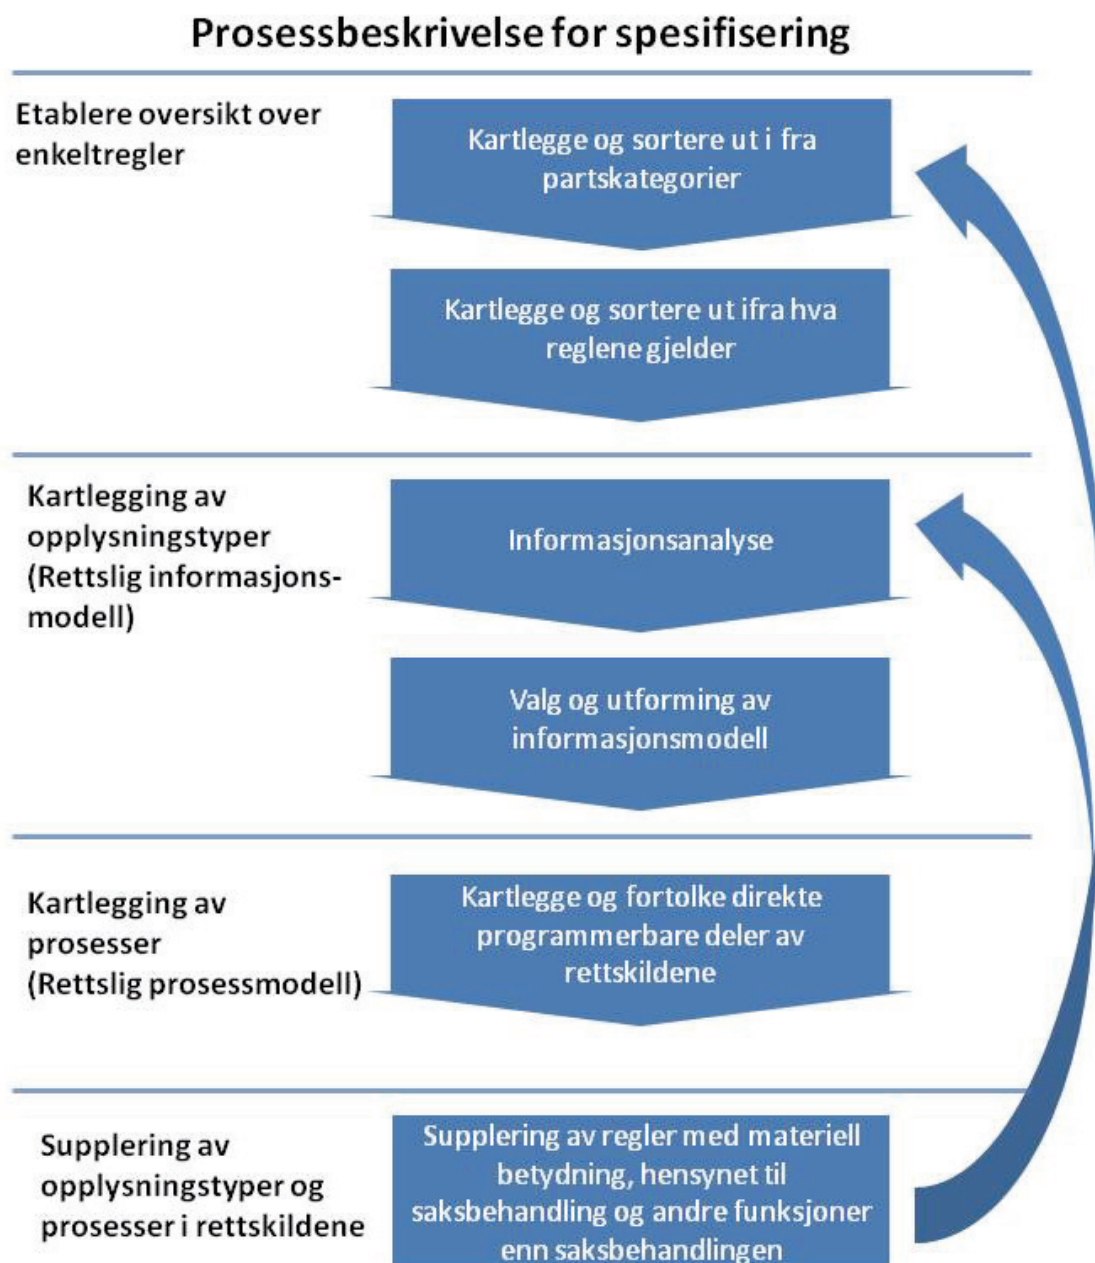 Prosessbeskrivelse for spesifisering
Etablere oversikt over
enkeltregler
Kartlegge og sortere ut i fra
partskategorier
Kartlegge og sortere ut ifra hva
reglene gjelder
Kartlegging av
opplysningstyper
(Rettslig informasjons-
modell)
Informasjonsanalyse
Valg og utforming av
informasjonsmodell
Kartlegging av
prosesser
(Rettslig prosessmodell)
Kartlegge og fortolke direkte
programmerbare deler av
rettskildene
Supplering av
opplysningstyper og
prosesser i rettskildene
Supplering av regler med materiell
betydning, hensynet til
saksbehandling og andre funksjoner
enn saksbehandlingen